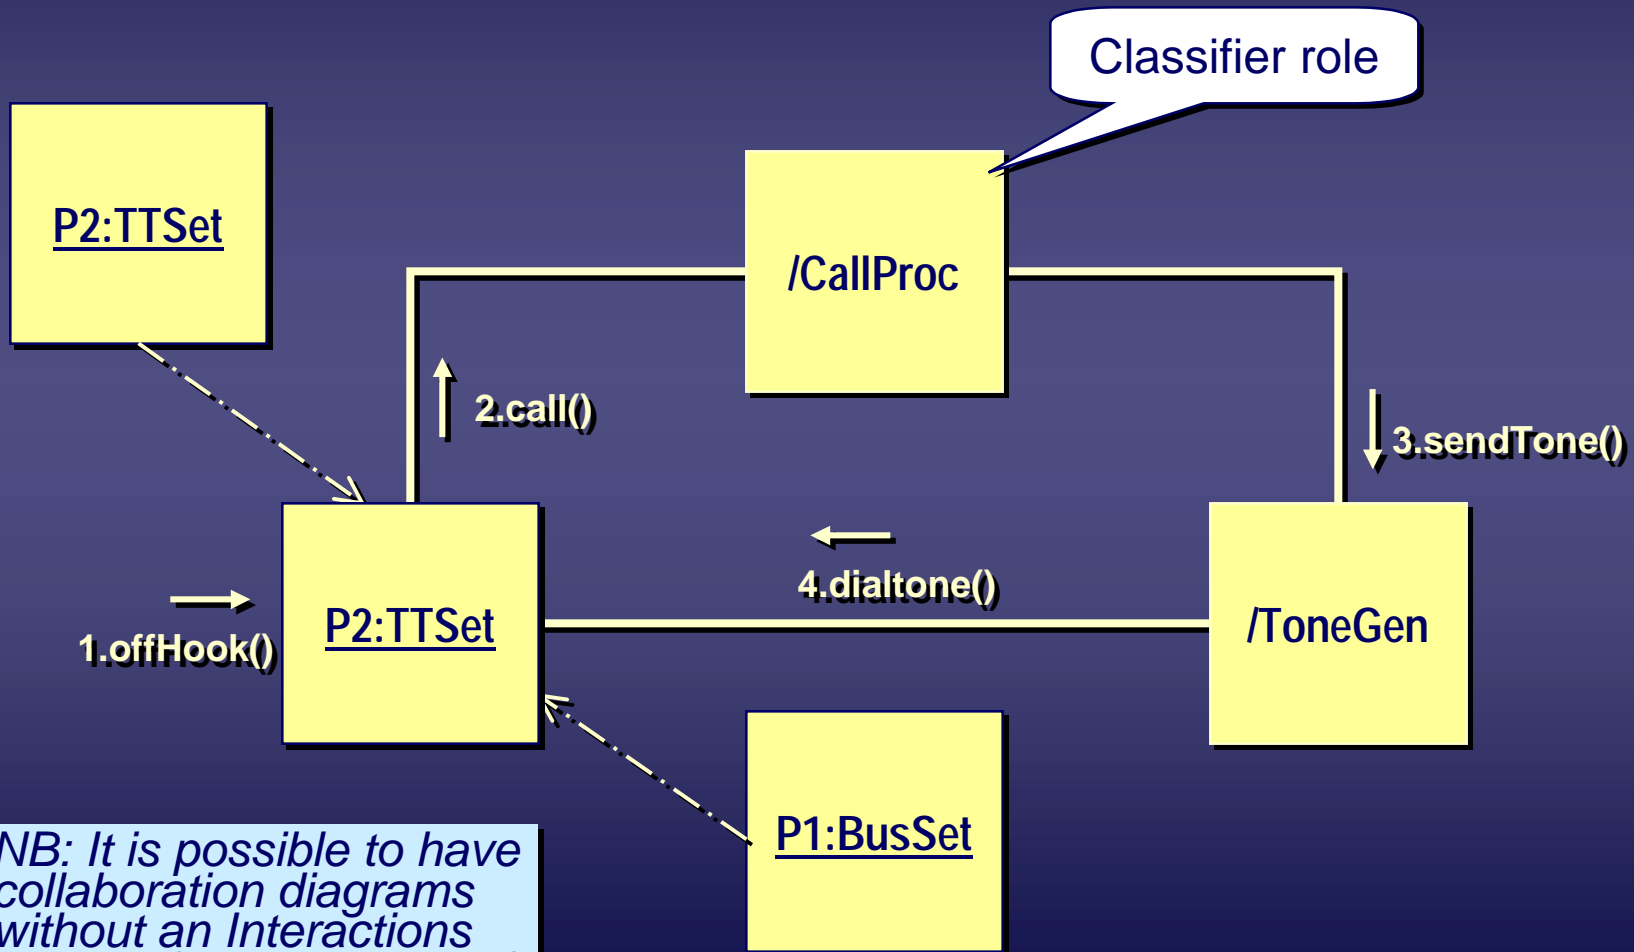 Classifier role
P2:TTSet
/CallProc
2.call()
3.sendTone()
4.dialtone()
1.offHook()
P2:TTSet
/ToneGen
P1:BusSet
NB: It is possible to have
collaboration diagrams
without an Interactions